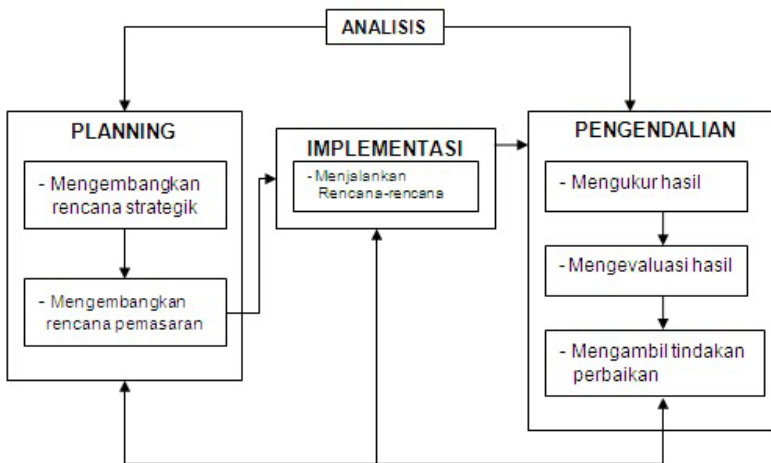 ANALISIS
PLANNING
- Mengembangkan
rencana strategik
- Mengembangkan
rencana pemasaran
IMPLEMENTASI
- Menjalankan
Rencana-rencana
PENGENDALIAN
- Mengukur hasil
- Mengevaluasi hasil
- Mengambil tindakan
perbaikan